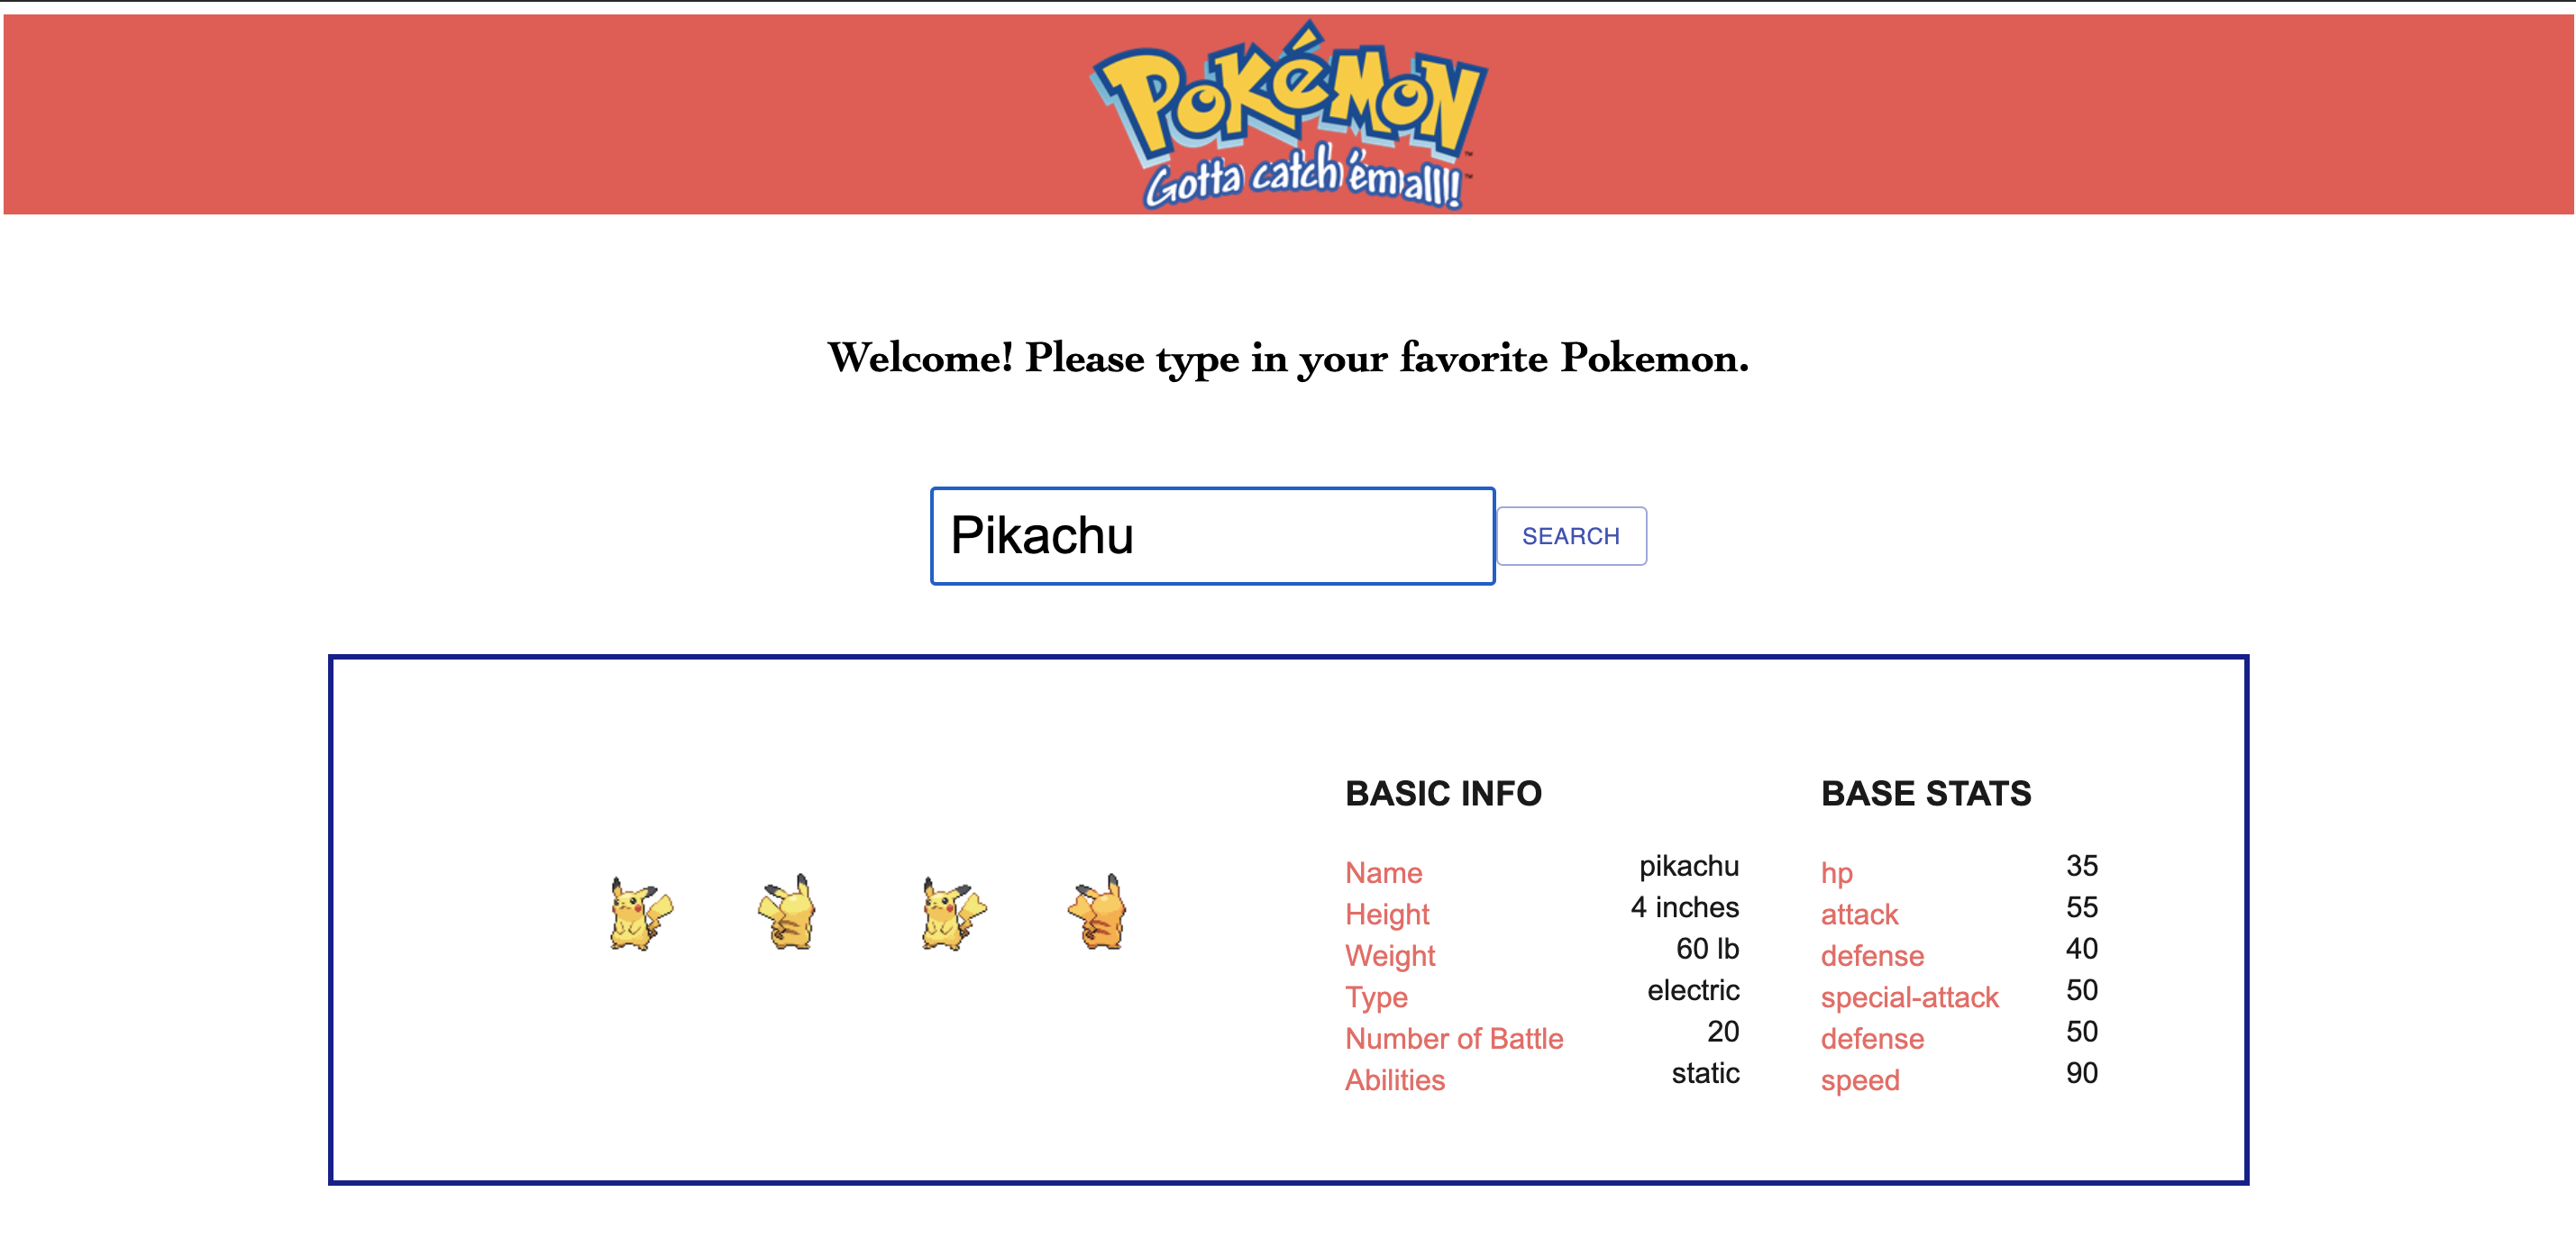 POKéMON
Gotta catch 'em all!!
™
™
Welcome! Please type in your favorite Pokemon.
Pikachu
SEARCH
BASIC INFO
Name pikachu
Height 4 inches
Weight 60 lb
Type electric
Number of Battle 20
Abilities static
BASE STATS
hp 35
attack 55
defense 40
special-attack 50
defense 50
speed 90